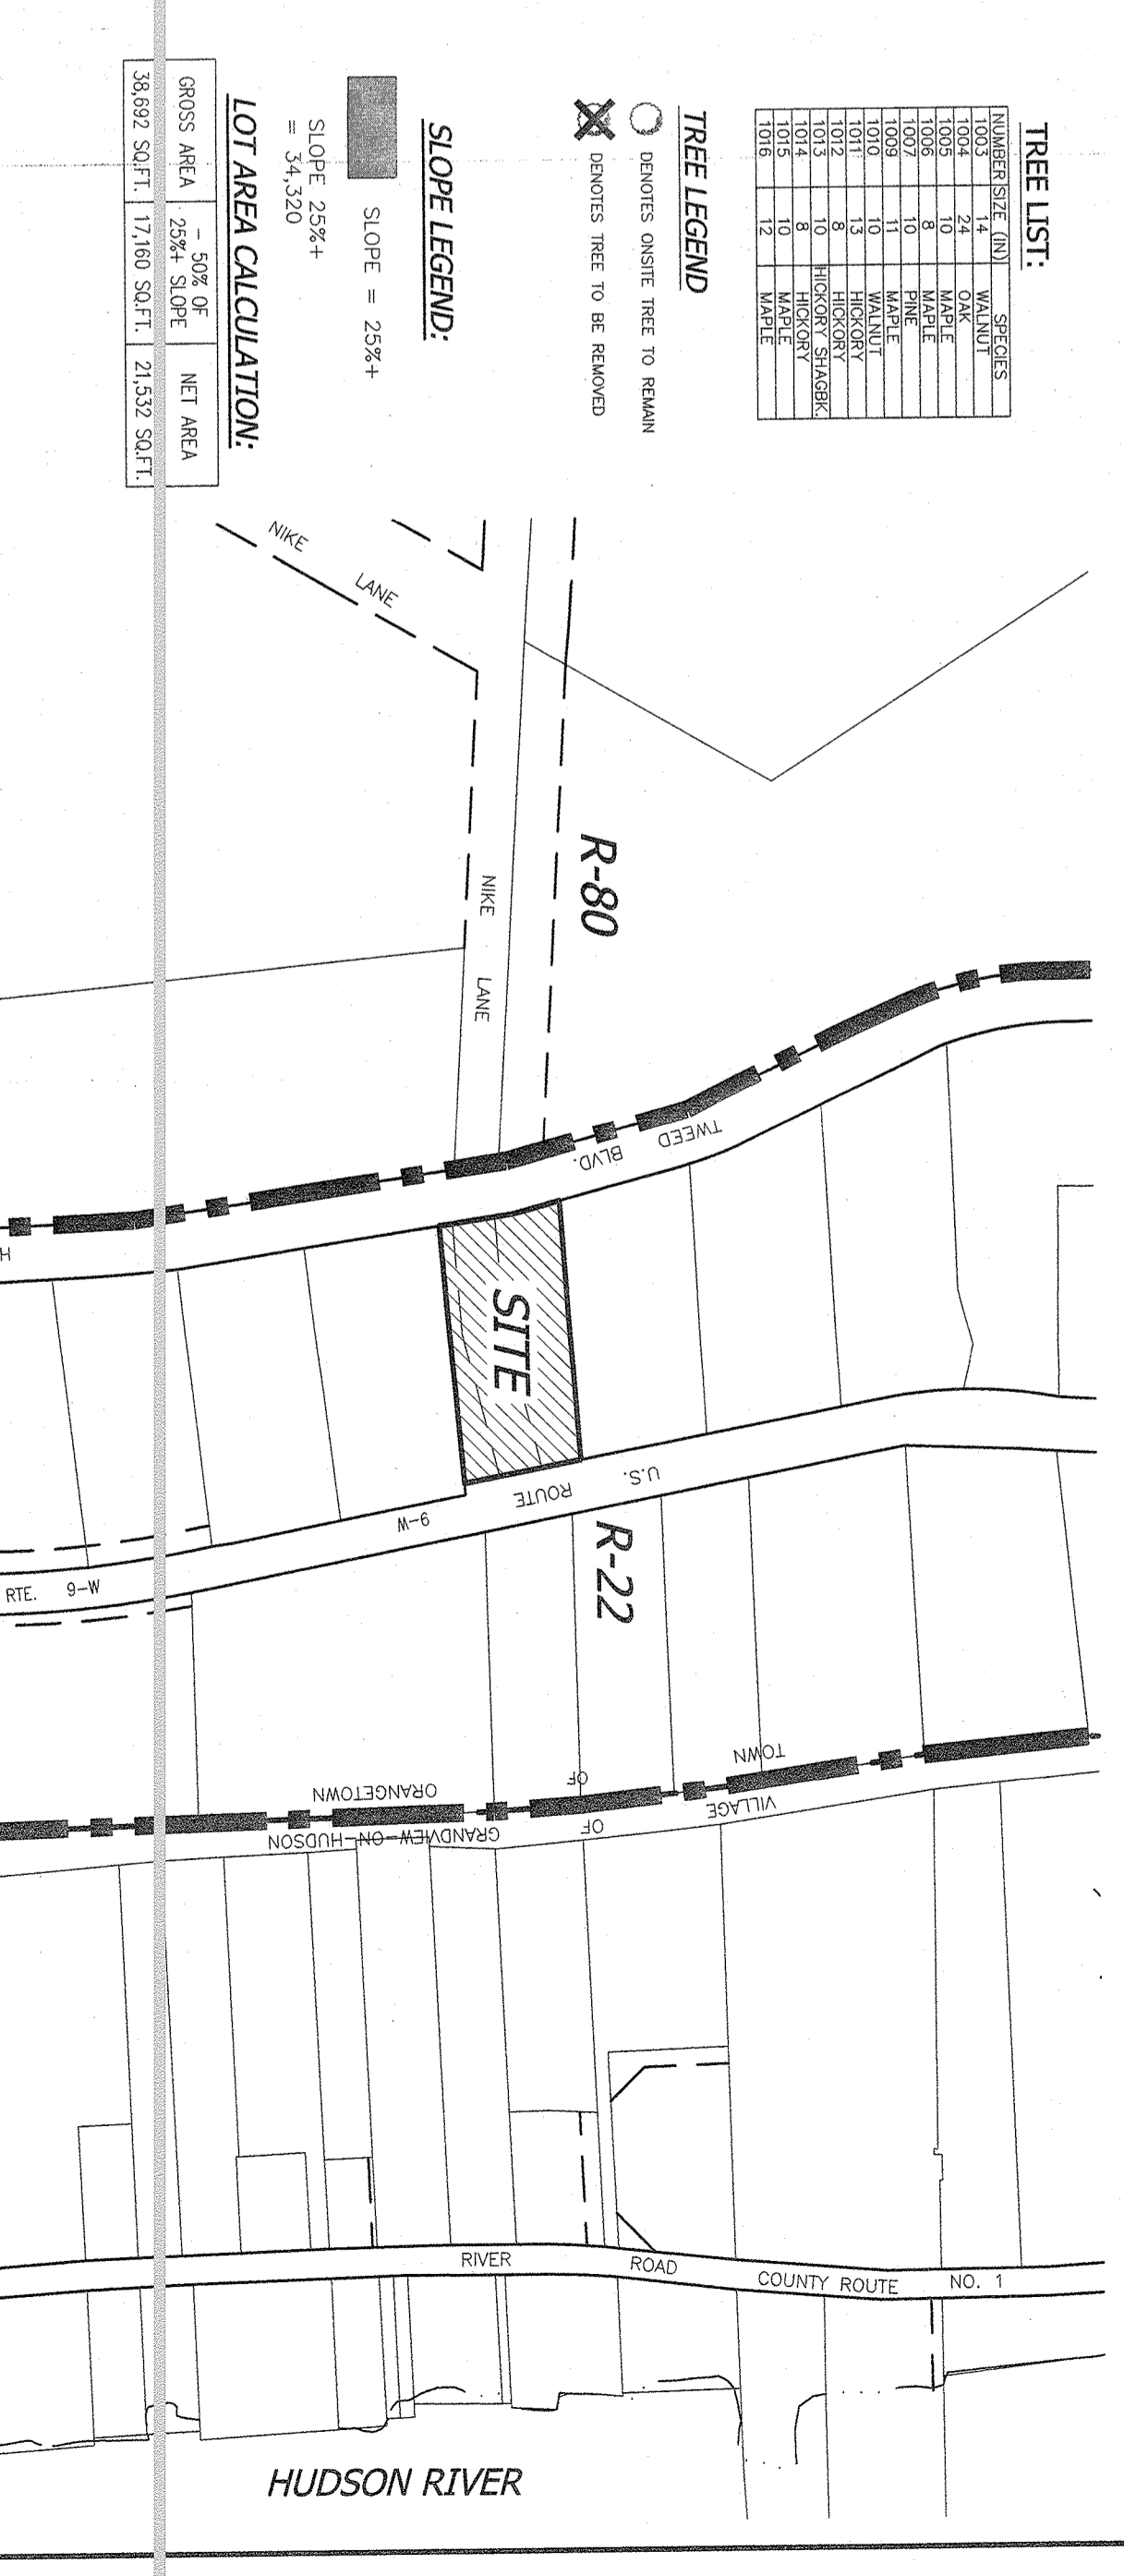 TREE LIST:
NUMBER SIZE (IN) SPECIES
1003 14 WALNUT
1004 24 OAK
1005 10 MAPLE
1006 8 MAPLE
1007 10 PINE
1009 11 MAPLE
1010 10 WALNUT
1011 13 HICKORY
1012 8 HICKORY
1013 10 HICKORY SHAGBK.
1014 8 HICKORY
1015 10 MAPLE
1016 12 MAPLE
TREE LEGEND
DENOTES ONSITE TREE TO REMAIN
DENOTES TREE TO BE REMOVED
SLOPE LEGEND:
SLOPE = 25%+
SLOPE 25%+
= 34,320
LOT AREA CALCULATION:
GROSS AREA
- 50% OF
25%+ SLOPE
NET AREA
38,692 SQ.FT. 17,160 SQ.FT. 21,532 SQ.FT.
NIKE LANE
NIKE LANE
R-80
TWEED BLVD.
H
SITE
U.S. ROUTE 9-W
RTE. 9-W
R-22
TOWN OF ORANGETOWN
VILLAGE OF GRANDVIEW-ON-HUDSON
RIVER ROAD COUNTY ROUTE NO. 1
HUDSON RIVER